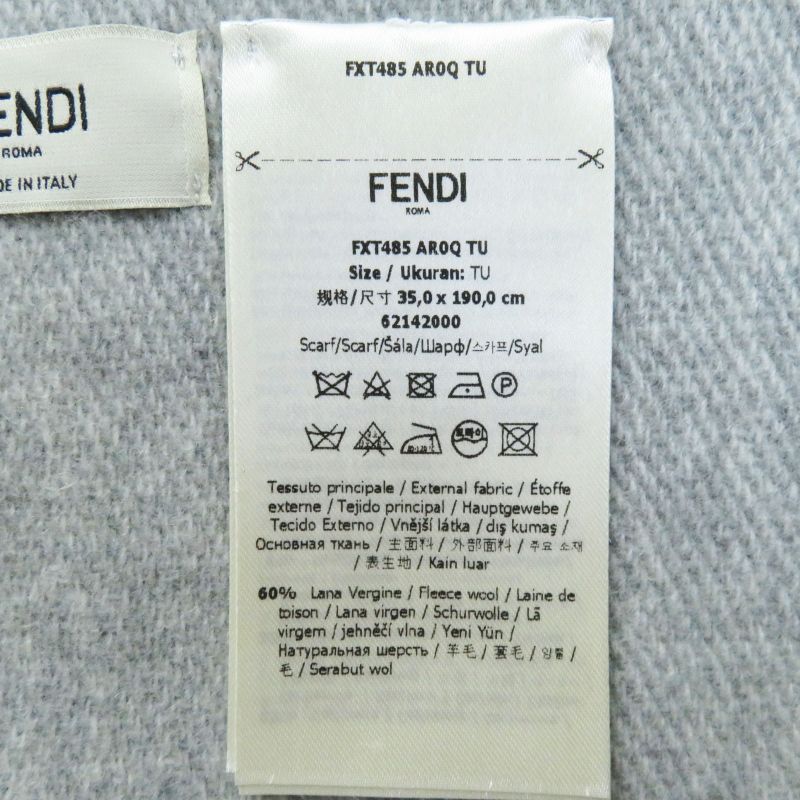 ENDI
ROMA
DE IN ITALY
FXT485 AR0Q TU
FENDI
ROMA
FXT485 AR0Q TU
Size / Ukuran: TU
规格/尺寸 35,0 x 190,0 cm
62142000
Scarf/Scarf/Šála/Шарф/스카프/Syal
P
Tessuto principale / External fabric / Étoffe
externe / Tejido principal / Hauptgewebe /
Tecido Externo / Vnější látka / dış kumaş /
Основная ткань / 主面料 / 外部面料 / 주요 소재
/ 表生地 / Kain luar
60% Lana Vergine / Fleece wool / Laine de
toison / Lana virgen / Schurwolle / Lã
virgem / jehněčí vlna / Yeni Yün /
Натуральная шерсть / 羊毛 / 蓑毛 / 양털 /
毛 / Serabut wol